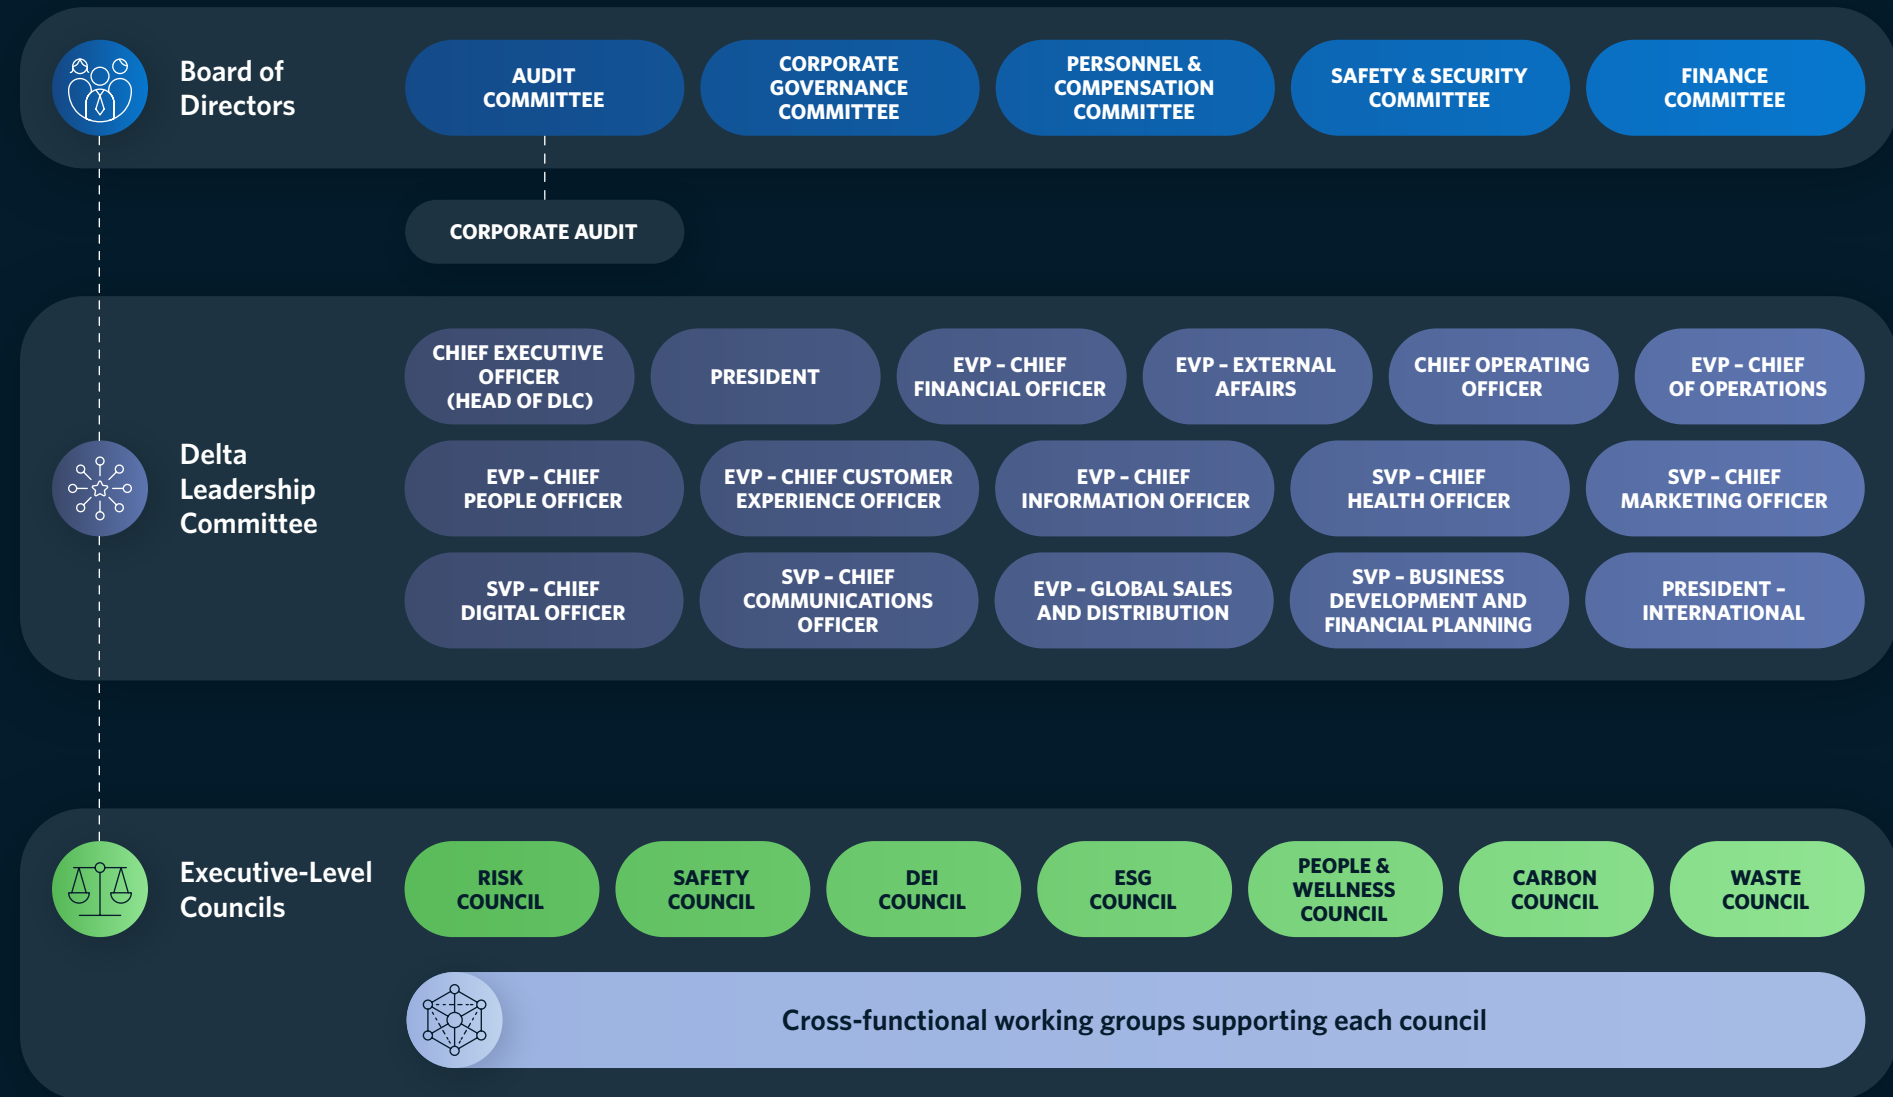 Board of
Directors
AUDIT
COMMITTEE
CORPORATE
GOVERNANCE
COMMITTEE
PERSONNEL &
COMPENSATION
COMMITTEE
SAFETY & SECURITY
COMMITTEE
FINANCE
COMMITTEE
CORPORATE AUDIT
Delta
Leadership
Committee
CHIEF EXECUTIVE
OFFICER
(HEAD OF DLC)
PRESIDENT
EVP – CHIEF
FINANCIAL OFFICER
EVP – EXTERNAL
AFFAIRS
CHIEF OPERATING
OFFICER
EVP – CHIEF
OF OPERATIONS
EVP – CHIEF
PEOPLE OFFICER
EVP – CHIEF CUSTOMER
EXPERIENCE OFFICER
EVP – CHIEF
INFORMATION OFFICER
SVP – CHIEF
HEALTH OFFICER
SVP – CHIEF
MARKETING OFFICER
SVP – CHIEF
DIGITAL OFFICER
SVP – CHIEF
COMMUNICATIONS
OFFICER
EVP – GLOBAL SALES
AND DISTRIBUTION
SVP – BUSINESS
DEVELOPMENT AND
FINANCIAL PLANNING
PRESIDENT –
INTERNATIONAL
Executive-Level
Councils
RISK
COUNCIL
SAFETY
COUNCIL
DEI
COUNCIL
ESG
COUNCIL
PEOPLE &
WELLNESS
COUNCIL
CARBON
COUNCIL
WASTE
COUNCIL
Cross-functional working groups supporting each council